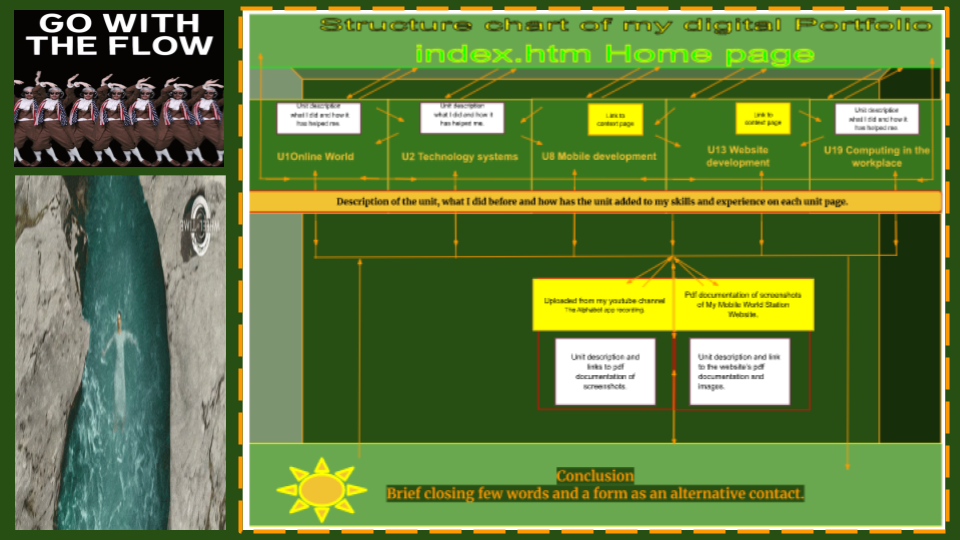 GO WITH
THE FLOW
Structure chart of my digital Portfolio
index.htm Home page
Unit description
what I did and how it
has helped me.
Unit description
what I did and how it
has helped me.
Link to
context page
Link to
context page
Unit description
what I did and how it
has helped me.
U1Online World
U2 Technology systems
U8 Mobile development
U13 Website
development
U19 Computing in the
workplace
Description of the unit, what I did before and how has the unit added to my skills and experience on each unit page.
Uploaded from my youtube channel
The Alphabet app recording.
Pdf documentation of screenshots
of My Mobile World Station
Website.
Unit description and
links to pdf
documentation of
screenshots.
Unit description and link
to the website's pdf
documentation and
images.
Conclusion
Brief closing few words and a form as an alternative contact.